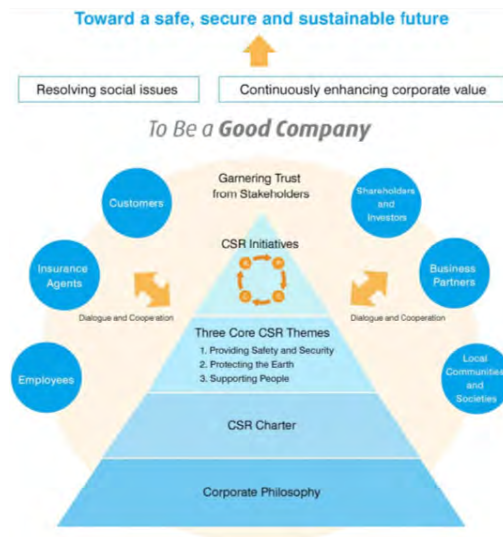 Toward a safe, secure and sustainable future
Resolving social issues
Continuously enhancing corporate value
To Be a Good Company
Garnering Trust
from Stakeholders
Customers
Shareholders
and
Investors
CSR Initiatives
Insurance
Agents
Business
Partners
Dialogue and Cooperation
Dialogue and Cooperation
Three Core CSR Themes
1. Providing Safety and Security
2. Protecting the Earth
3. Supporting People
Employees
Local
Communities
and
Societies
CSR Charter
Corporate Philosophy